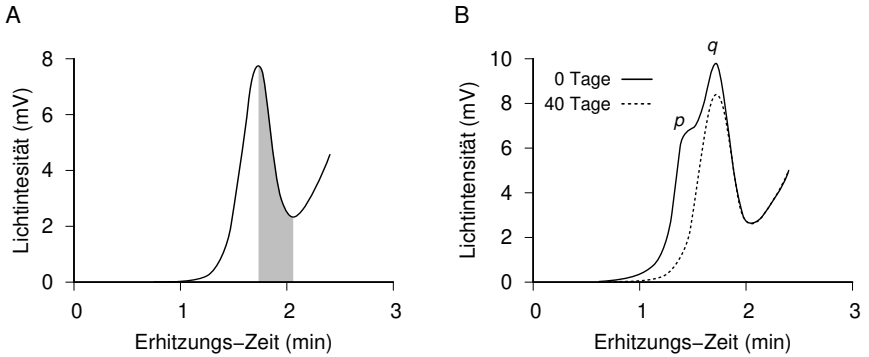 A
Lichtintesität (mV)
8
6
4
2
0
0 1 2 3
Erhitzungs−Zeit (min)
B
Lichtintensität (mV)
10
8
6
4
2
0
0 Tage
40 Tage
p
q
0 1 2 3
Erhitzungs−Zeit (min)